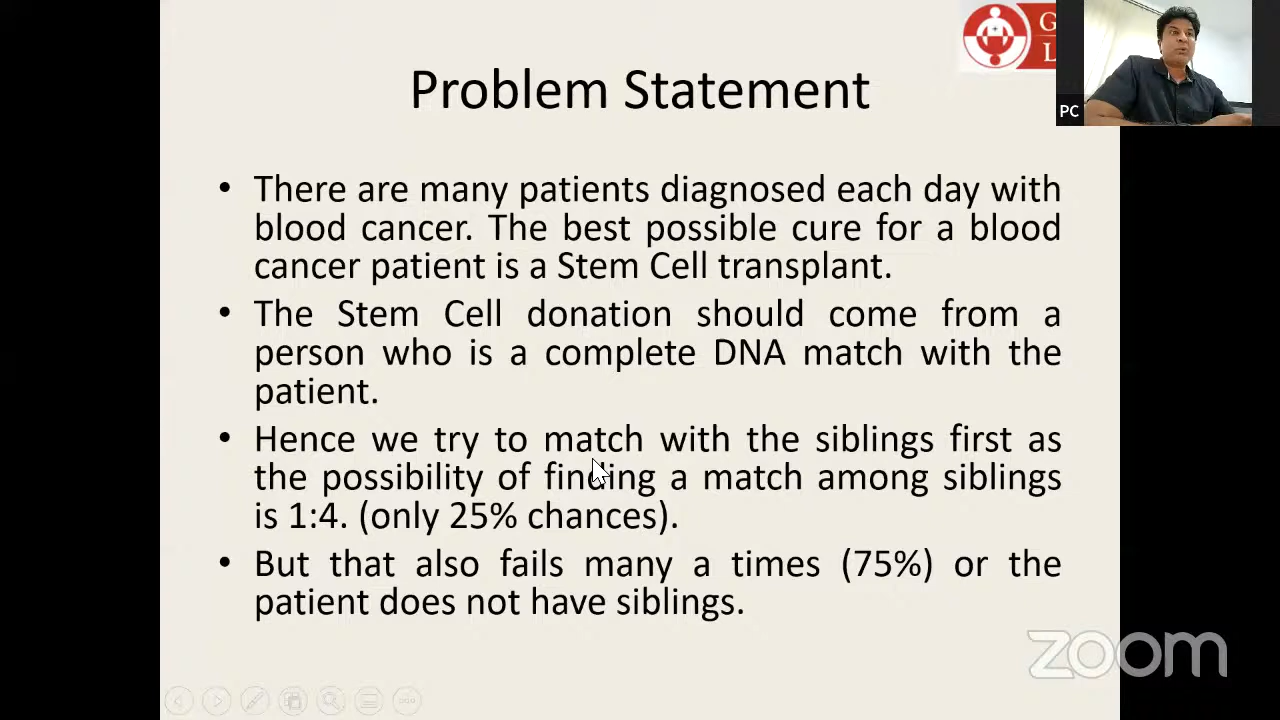 G
L
PC
Problem Statement
• There are many patients diagnosed each day with
blood cancer. The best possible cure for a blood
cancer patient is a Stem Cell transplant.
• The Stem Cell donation should come from a
person who is a complete DNA match with the
patient.
• Hence we try to match with the siblings first as
the possibility of finding a match among siblings
is 1:4. (only 25% chances).
• But that also fails many a times (75%) or the
patient does not have siblings.
zoom